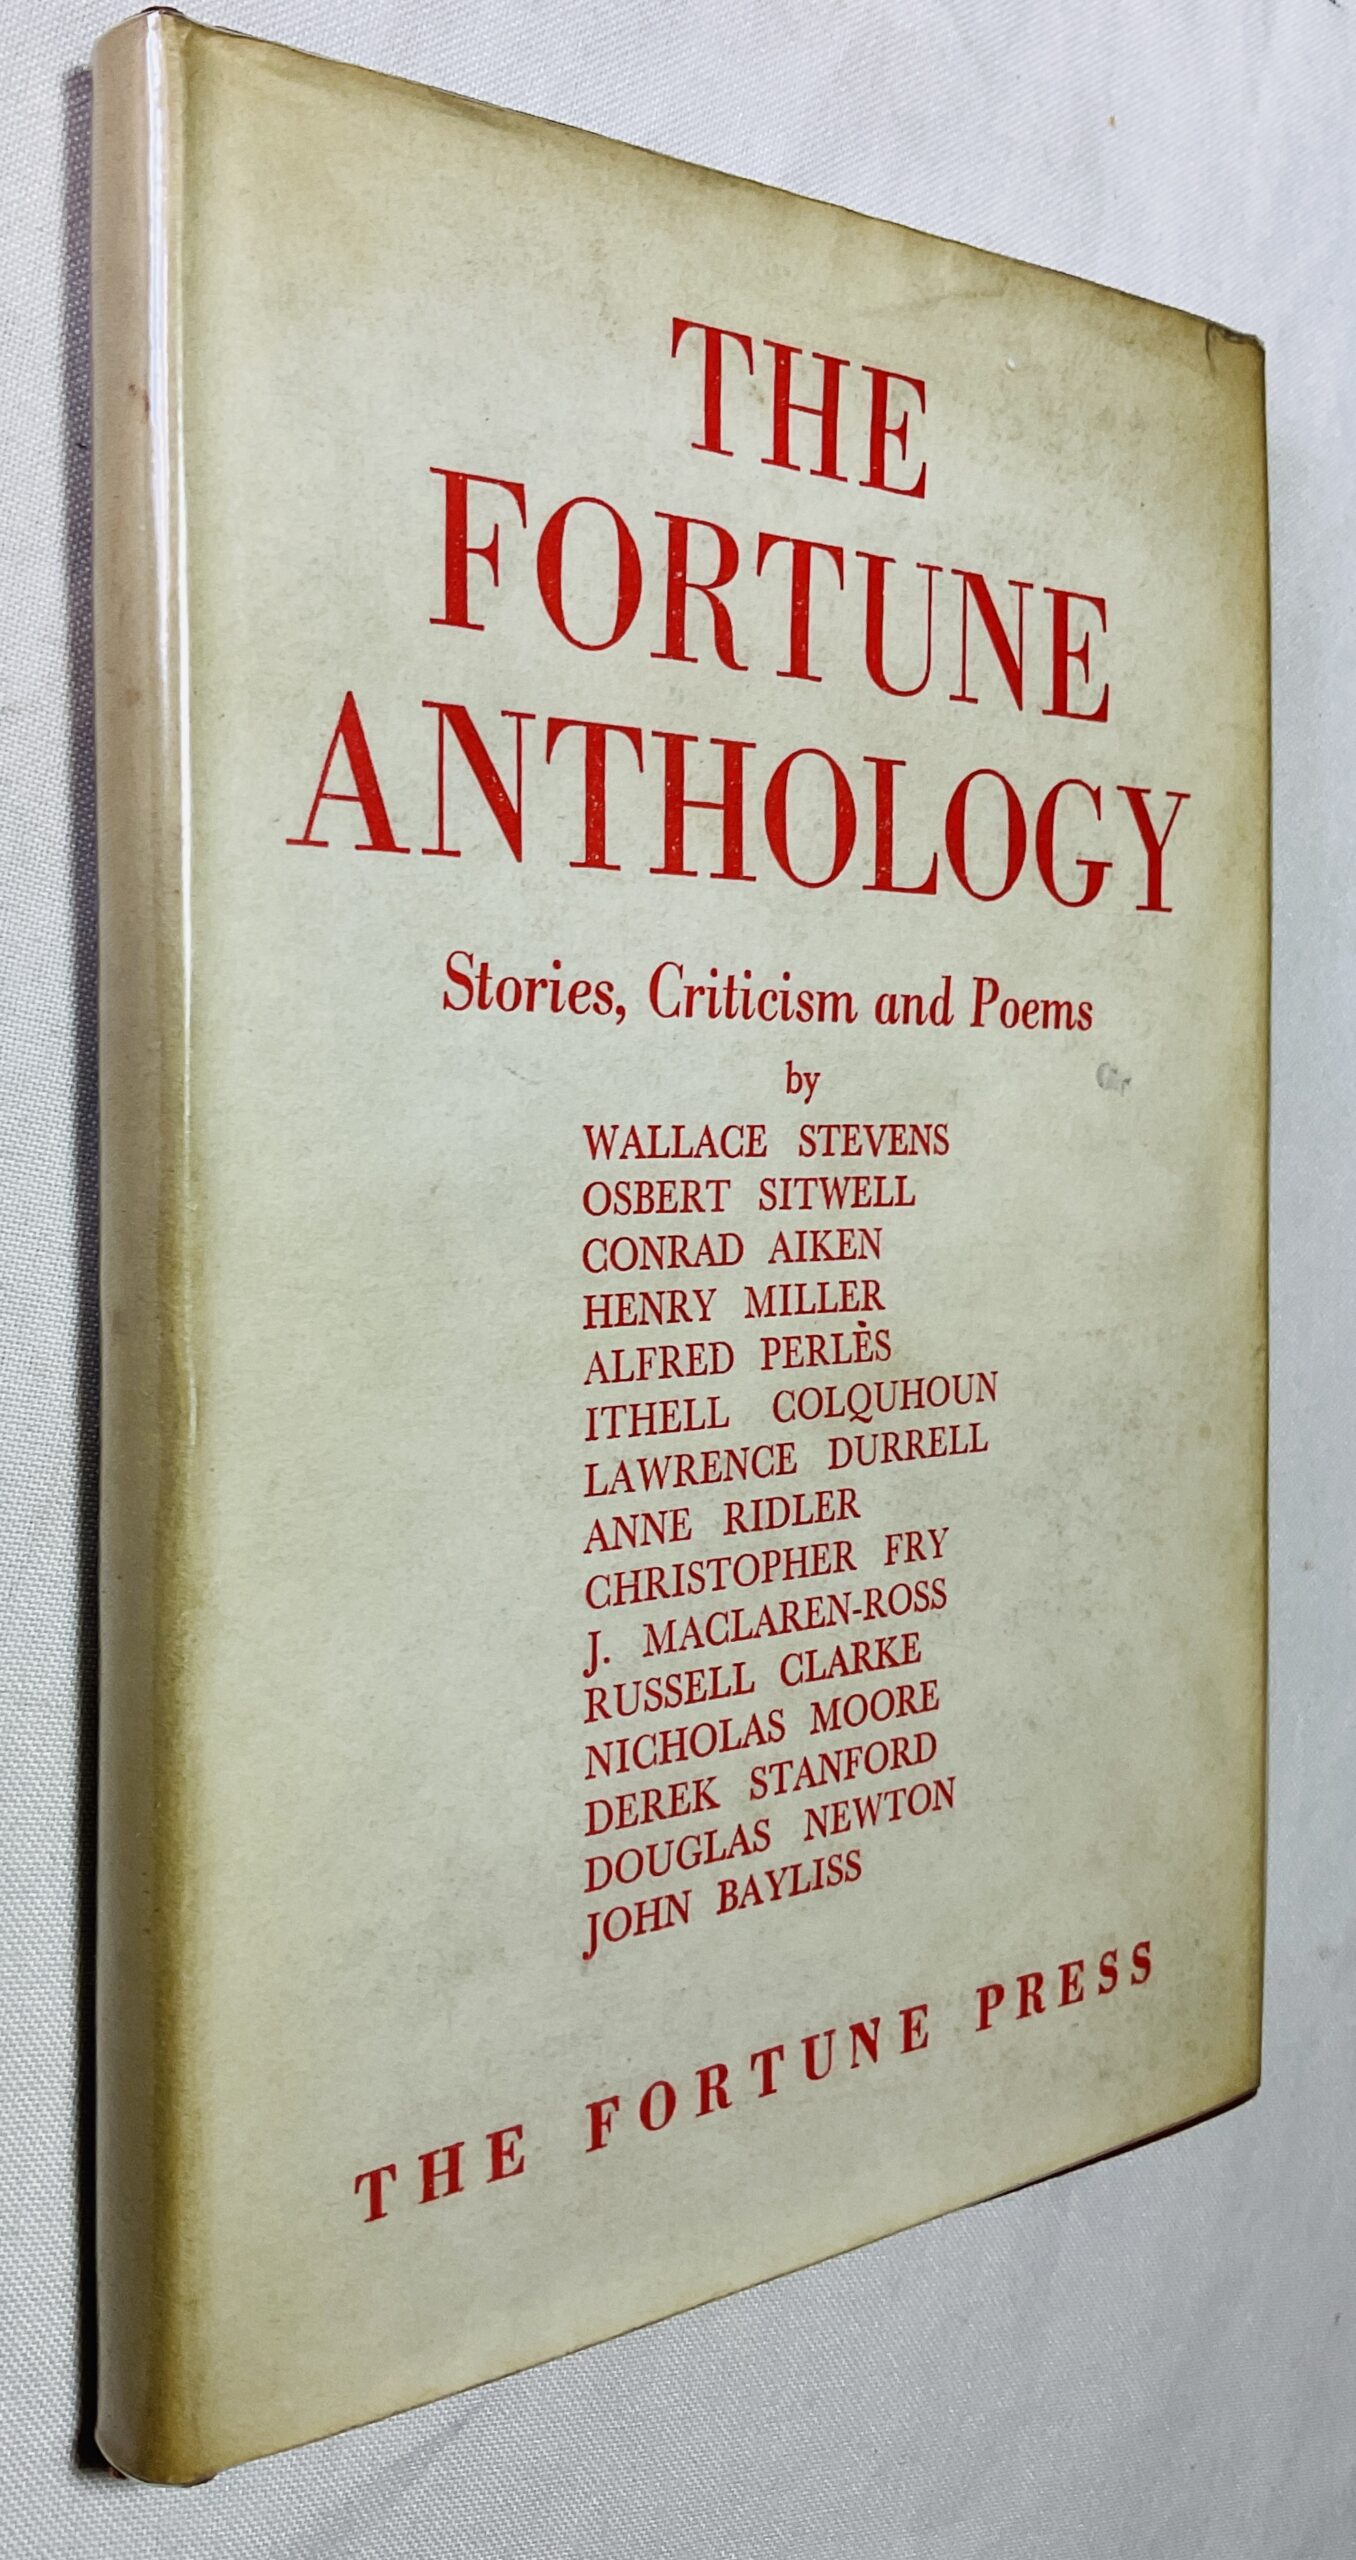 THE
FORTUNE
ANTHOLOGY
Stories, Criticism and Poems
by
WALLACE STEVENS
OSBERT SITWELL
CONRAD AIKEN
HENRY MILLER
ALFRED PERLÈS
ITHELL COLQUHOUN
LAWRENCE DURRELL
ANNE RIDLER
CHRISTOPHER FRY
J. MACLAREN-ROSS
RUSSELL CLARKE
NICHOLAS MOORE
DEREK STANFORD
DOUGLAS NEWTON
JOHN BAYLISS
THE FORTUNE PRESS